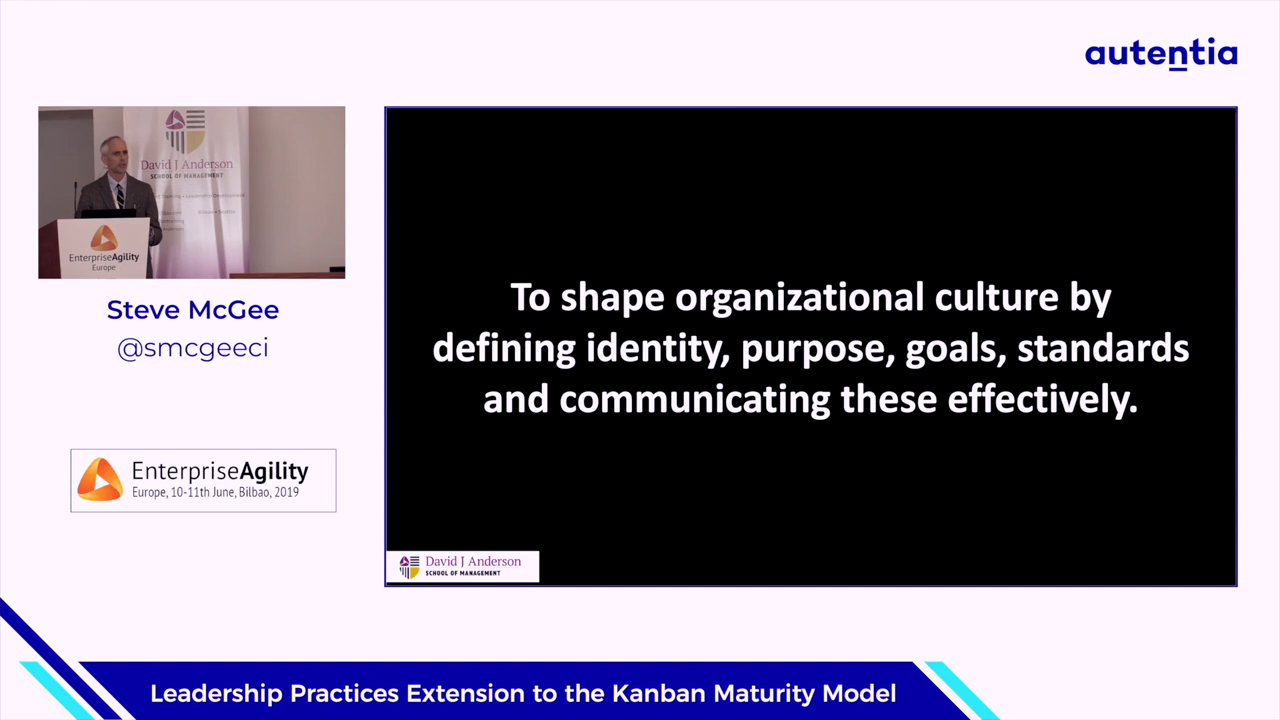 autentia
David J Anderson
SCHOOL OF MANAGEMENT
EnterpriseAgility
Europe
Steve McGee
@smcgeeci
EnterpriseAgility
Europe, 10-11th June, Bilbao, 2019
To shape organizational culture by
defining identity, purpose, goals, standards
and communicating these effectively.
David J Anderson
SCHOOL OF MANAGEMENT
Leadership Practices Extension to the Kanban Maturity Model